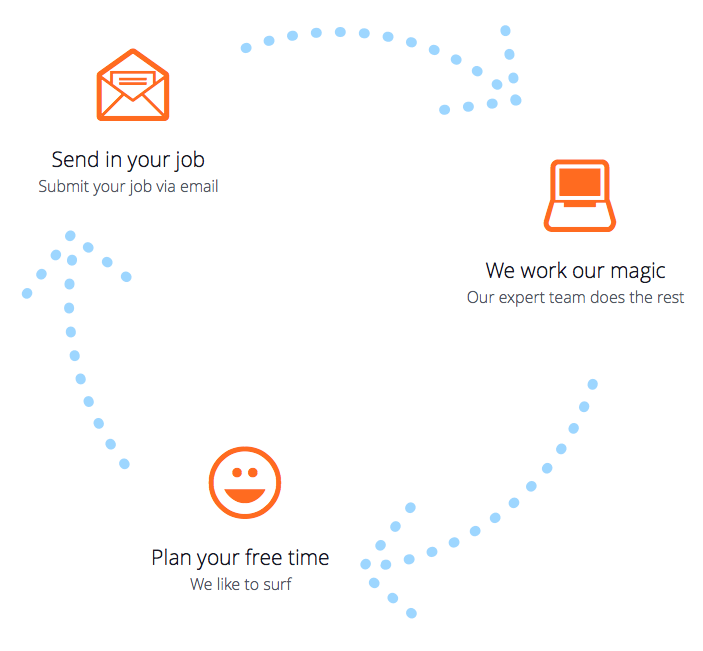 Send in your job
Submit your job via email
We work our magic
Our expert team does the rest
Plan your free time
We like to surf